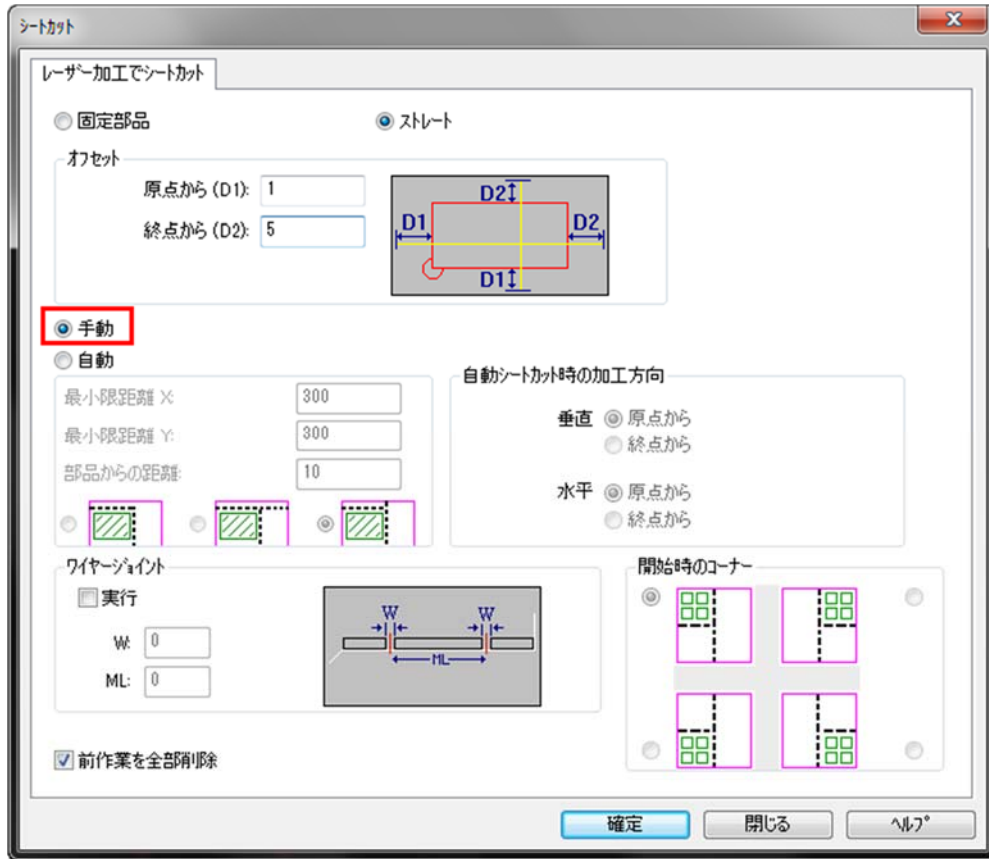 シートカット
レーザー加工でシートカット
固定部品
ストレート
オフセット
原点から (D1): 1
終点から (D2): 5
D2
D1
D2
D1
手動
自動
最小限距離 X: 300
最小限距離 Y: 300
部品からの距離: 10
自動シートカット時の加工方向
垂直 原点から
終点から
水平 原点から
終点から
ワイヤージョイント
実行
W: 0
ML: 0
W
W
ML
開始時のコーナー
前作業を全部削除
確定
閉じる
ヘルプ